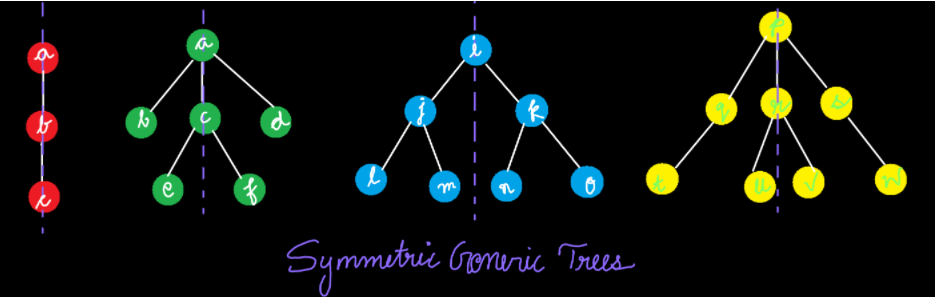 a
b
c
a
b c d
e f
i
j k
l m n o
p
q r s
t u v w
Symmetric Generic Trees